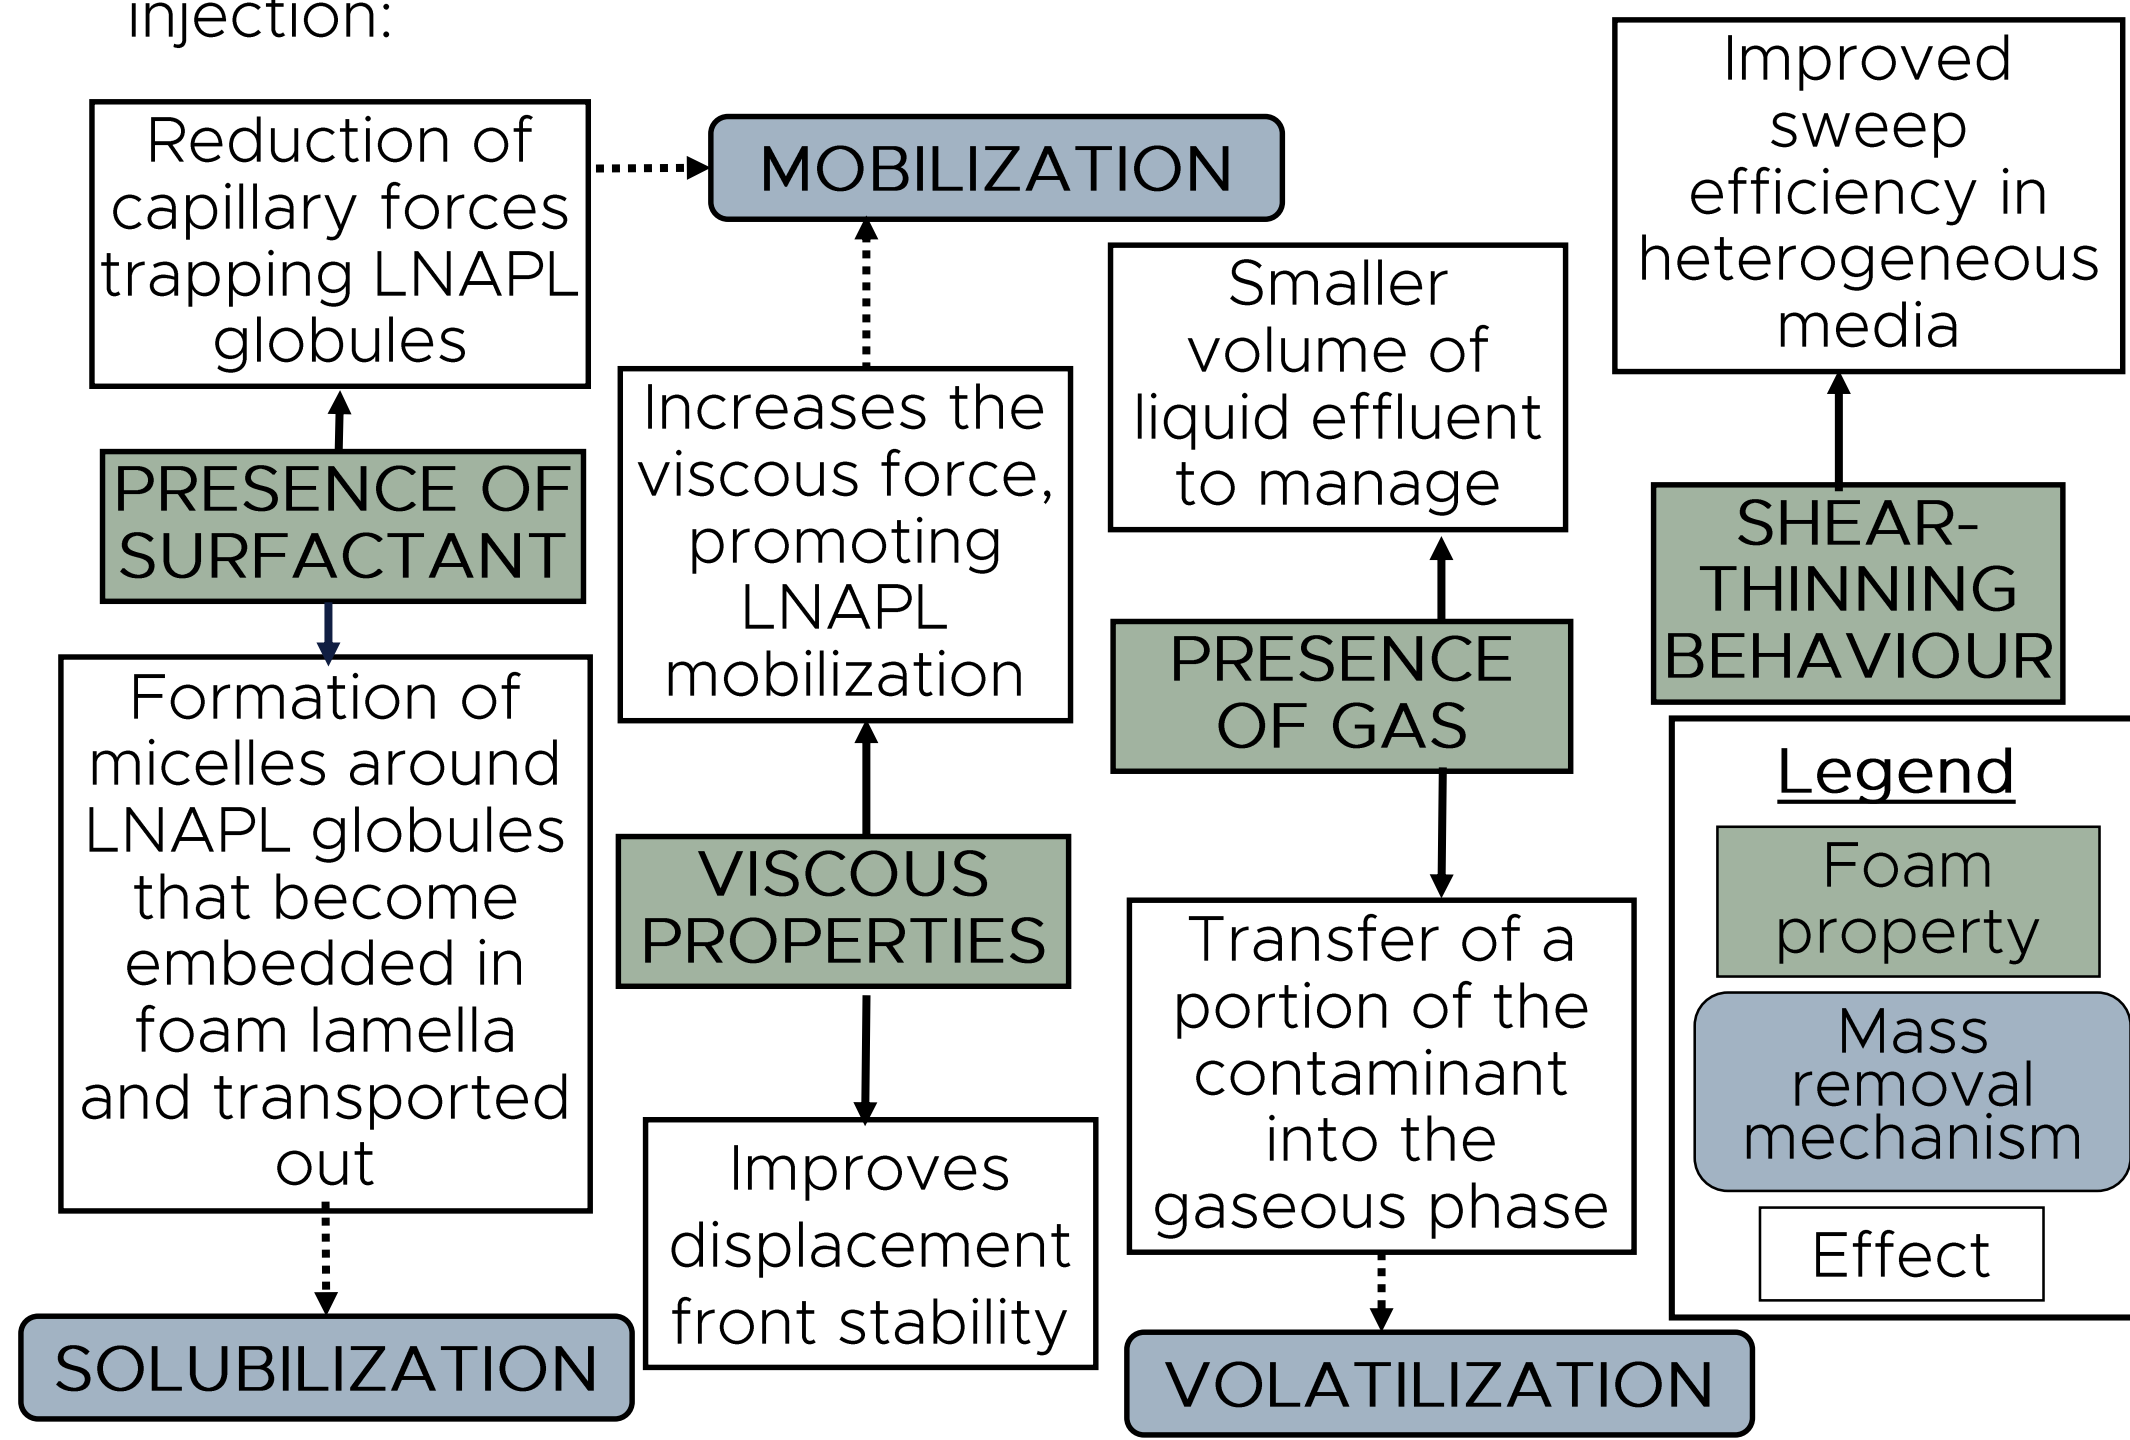 injection:
Reduction of
capillary forces
trapping LNAPL
globules
MOBILIZATION
Improved
sweep
efficiency in
heterogeneous
media
Smaller
volume of
liquid effluent
to manage
Increases the
viscous force,
promoting
LNAPL
mobilization
PRESENCE OF
SURFACTANT
SHEAR-
THINNING
BEHAVIOUR
PRESENCE
OF GAS
Formation of
micelles around
LNAPL globules
that become
embedded in
foam lamella
and transported
out
VISCOUS
PROPERTIES
Transfer of a
portion of the
contaminant
into the
gaseous phase
Improves
displacement
front stability
SOLUBILIZATION
VOLATILIZATION
Legend
Foam
property
Mass
removal
mechanism
Effect